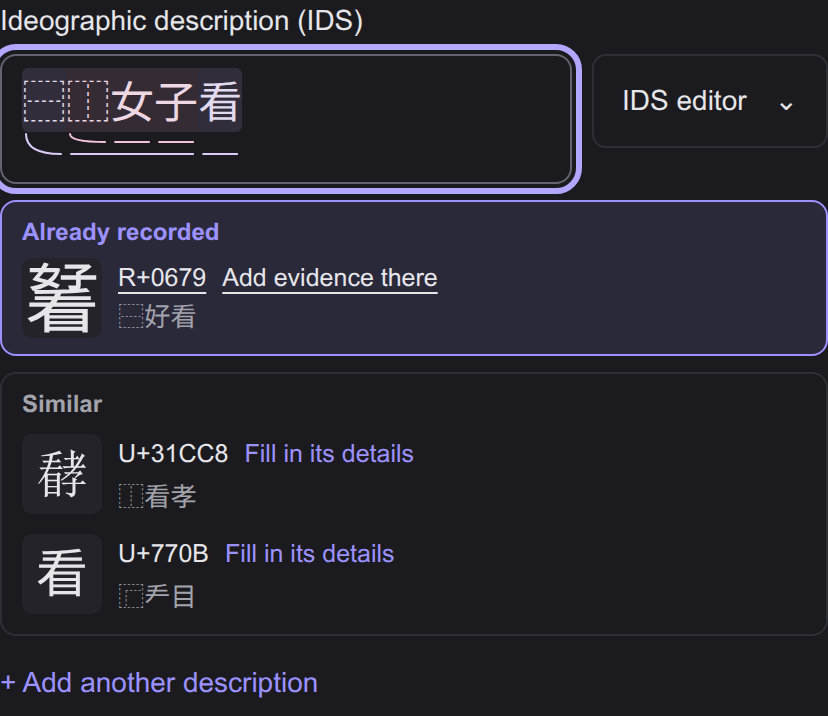 Ideographic description (IDS)
⿱⿰女子看
IDS editor
Already recorded
R+0679 Add evidence there
⿱好看
Similar
𱳈
U+31CC8 Fill in its details
⿰看孝
看
U+770B Fill in its details
⿸龵目
+ Add another description